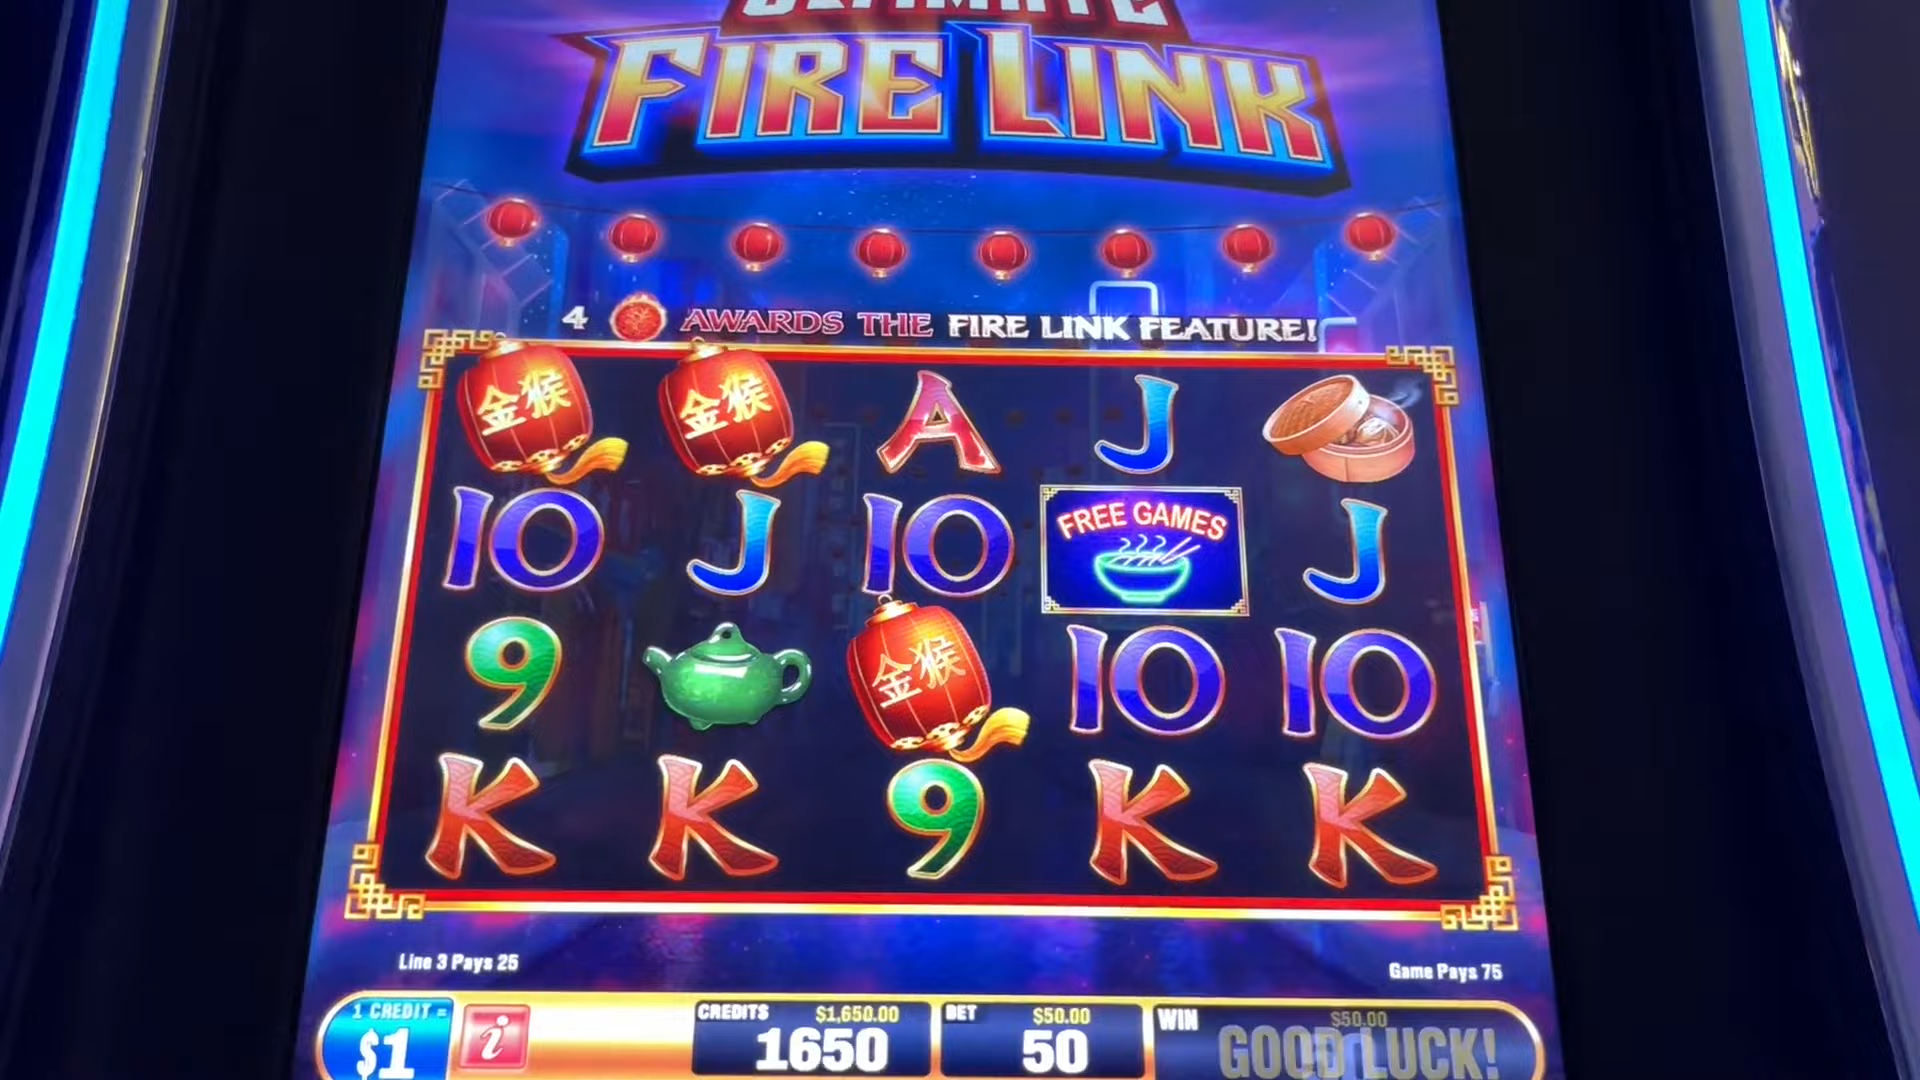 ULTIMATE
FIRE LINK
4 AWARDS THE FIRE LINK FEATURE!
金猴 金猴 A J
10 J 10 FREE GAMES J
9 金猴 10 10
K K 9 K K
Line 3 Pays 25
Game Pays 75
1 CREDIT =
$1
i
CREDITS $1,650.00
1650
BET $50.00
50
WIN $50.00
GOOD LUCK!